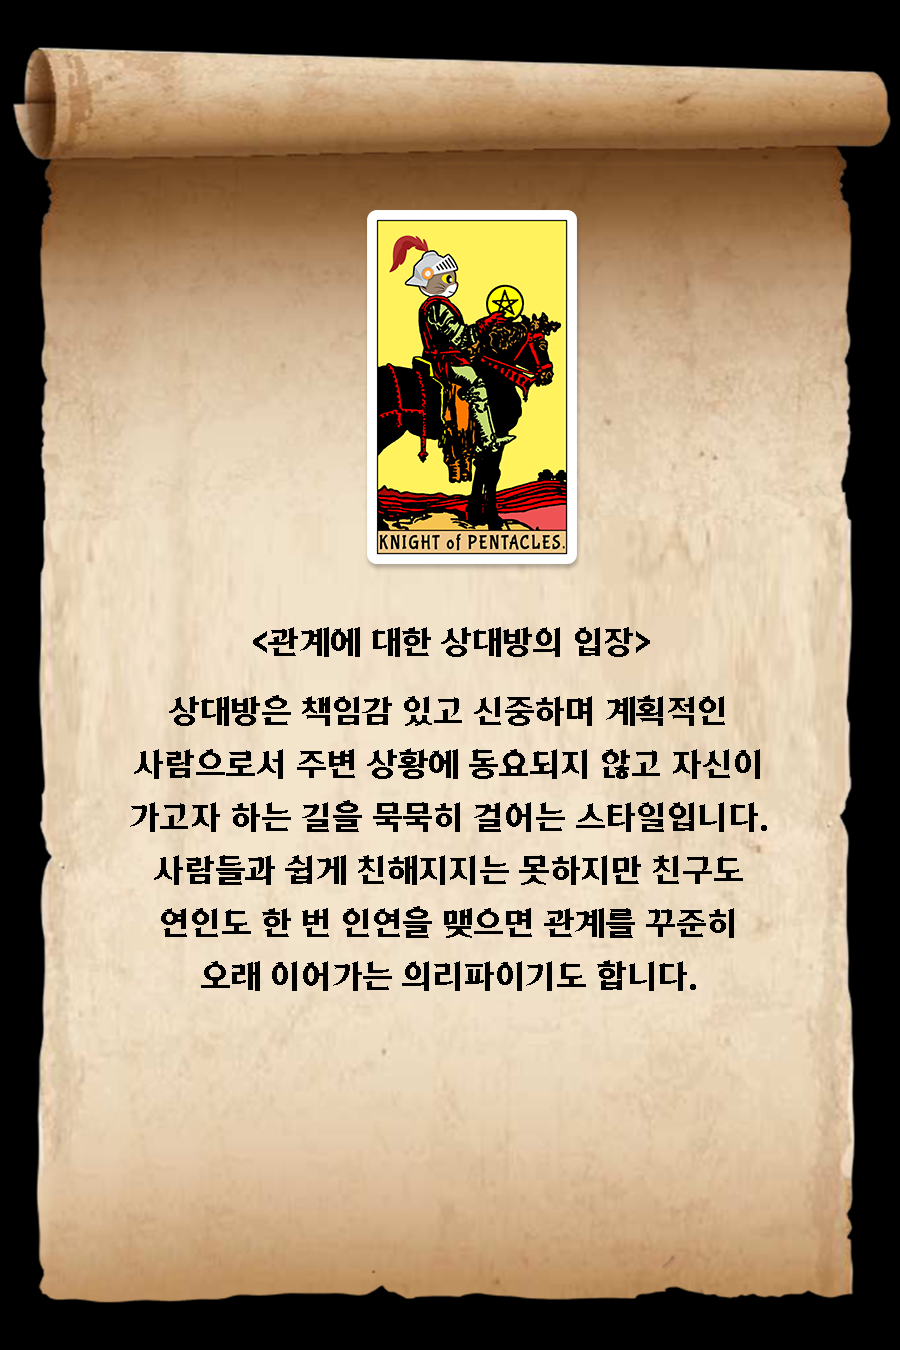 KNIGHT of PENTACLES.
<관계에 대한 상대방의 입장>
상대방은 책임감 있고 신중하며 계획적인
사람으로서 주변 상황에 동요되지 않고 자신이
가고자 하는 길을 묵묵히 걸어는 스타일입니다.
사람들과 쉽게 친해지지는 못하지만 친구도
연인도 한 번 인연을 맺으면 관계를 꾸준히
오래 이어가는 의리파이기도 합니다.